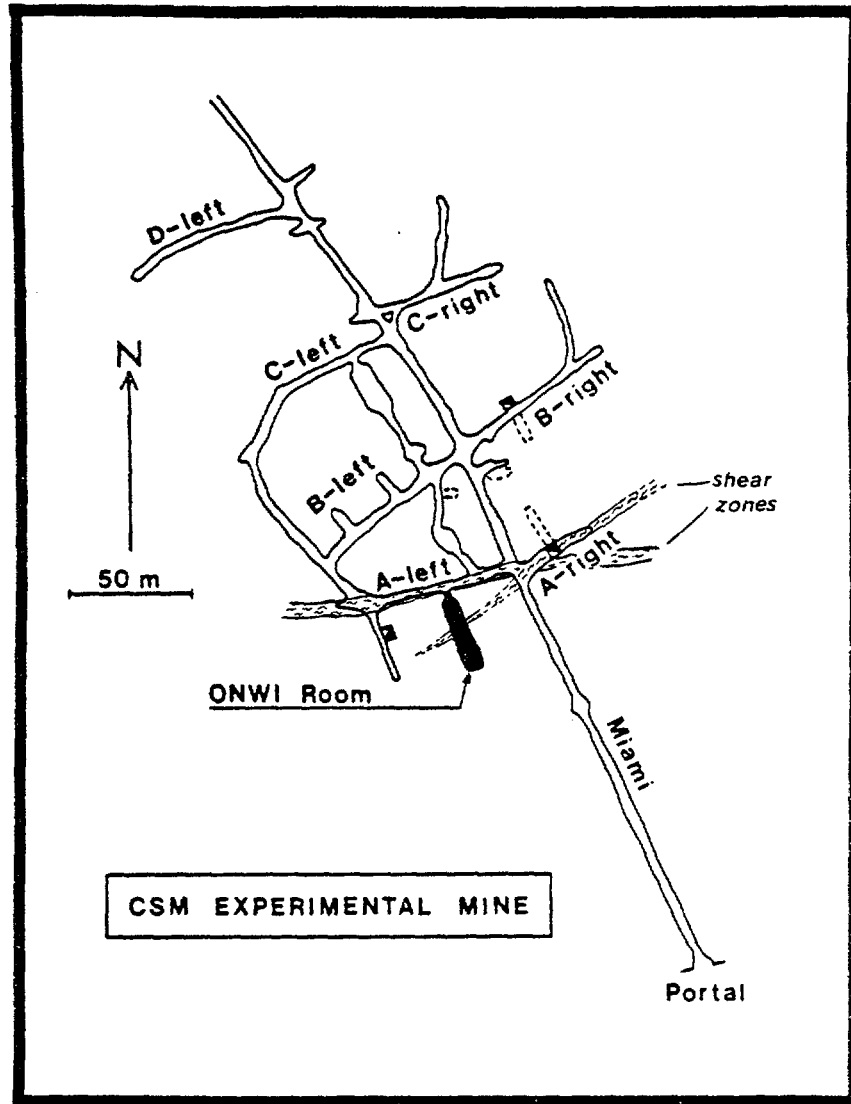 D-left
C-right
N
C-left
B-right
B-left
shear
zones
50 m
A-left
A-right
ONWI Room
Miami
CSM EXPERIMENTAL MINE
Portal